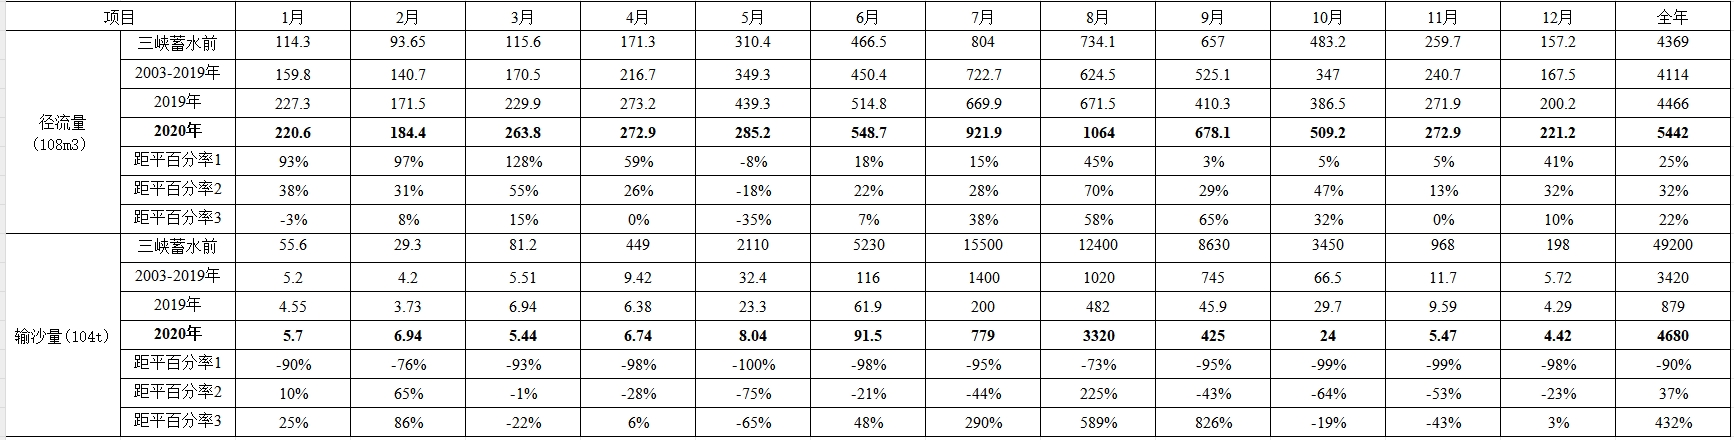 项目 1月 2月 3月 4月 5月 6月 7月 8月 9月 10月 11月 12月 全年
径流量
（108m3）
三峡蓄水前 114.3 93.65 115.6 171.3 310.4 466.5 804 734.1 657 483.2 259.7 157.2 4369
2003-2019年 159.8 140.7 170.5 216.7 349.3 450.4 722.7 624.5 525.1 347 240.7 167.5 4114
2019年 227.3 171.5 229.9 273.2 439.3 514.8 669.9 671.5 410.3 386.5 271.9 200.2 4466
2020年 220.6 184.4 263.8 272.9 285.2 548.7 921.9 1064 678.1 509.2 272.9 221.2 5442
距平百分率1 93% 97% 128% 59% -8% 18% 15% 45% 3% 5% 5% 41% 25%
距平百分率2 38% 31% 55% 26% -18% 22% 28% 70% 29% 47% 13% 32% 32%
距平百分率3 -3% 8% 15% 0% -35% 7% 38% 58% 65% 32% 0% 10% 22%
输沙量(104t)
三峡蓄水前 55.6 29.3 81.2 449 2110 5230 15500 12400 8630 3450 968 198 49200
2003-2019年 5.2 4.2 5.51 9.42 32.4 116 1400 1020 745 66.5 11.7 5.72 3420
2019年 4.55 3.73 6.94 6.38 23.3 61.9 200 482 45.9 29.7 9.59 4.29 879
2020年 5.7 6.94 5.44 6.74 8.04 91.5 779 3320 425 24 5.47 4.42 4680
距平百分率1 -90% -76% -93% -98% -100% -98% -95% -73% -95% -99% -99% -98% -90%
距平百分率2 10% 65% -1% -28% -75% -21% -44% 225% -43% -64% -53% -23% 37%
距平百分率3 25% 86% -22% 6% -65% 48% 290% 589% 826% -19% -43% 3% 432%